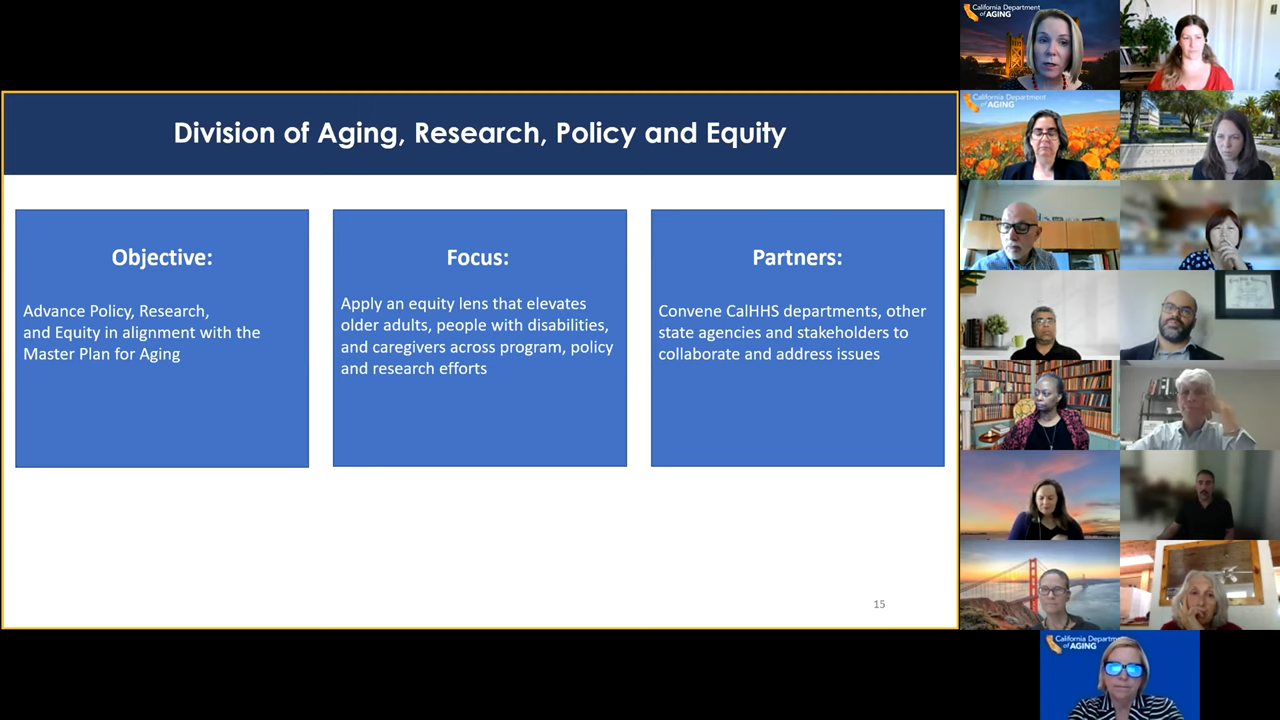 Division of Aging, Research, Policy and Equity
Objective:
Advance Policy, Research,
and Equity in alignment with the
Master Plan for Aging
Focus:
Apply an equity lens that elevates
older adults, people with disabilities,
and caregivers across program, policy
and research efforts
Partners:
Convene CalHHS departments, other
state agencies and stakeholders to
collaborate and address issues
15
California Department
of AGING
California Department
of AGING
California Department
of AGING